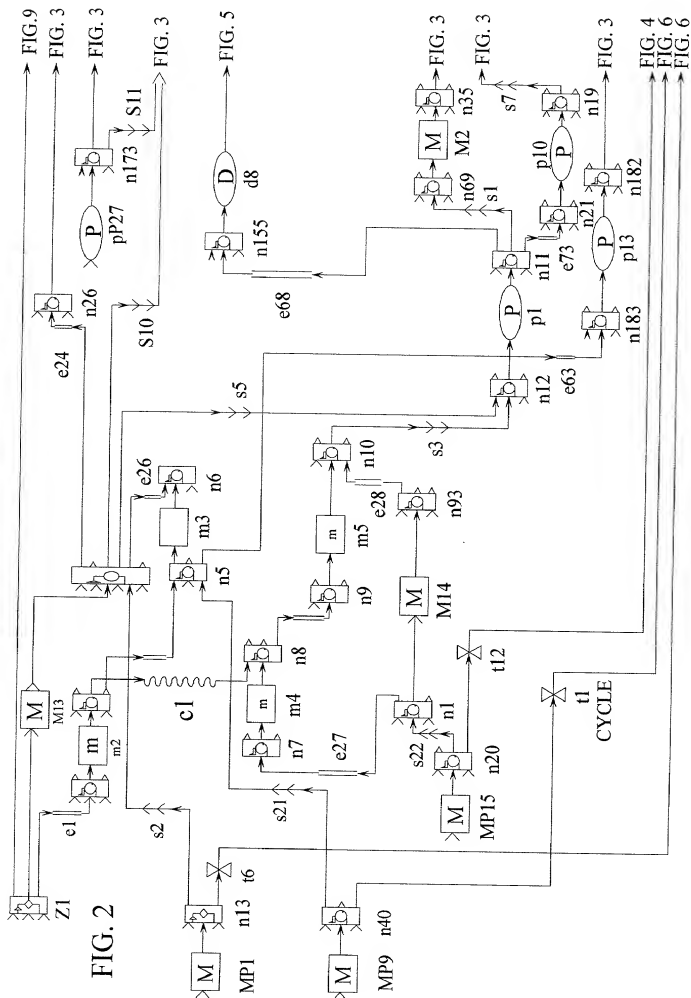 FIG. 9
FIG. 3
FIG. 3
FIG. 5
FIG. 3
FIG. 3
FIG. 3
FIG. 4
FIG. 6
FIG. 6
S11
n173
P
pP27
D
d8
n155
n35
M
M2
n69
s7
n19
P
p10
n182
n21
P
p13
n26
S10
e24
e68
s1
n11
e73
P
p1
n183
e63
n12
s5
n10
s3
e26
n6
m3
n5
e28
n93
m
m5
n9
M
M14
M
M13
m
m2
e1
c1
n8
m
m4
n7
n1
t12
t1
CYCLE
e27
s22
n20
M
MP15
s2
s21
Z1
FIG. 2
t6
n13
n40
M
MP1
M
MP9